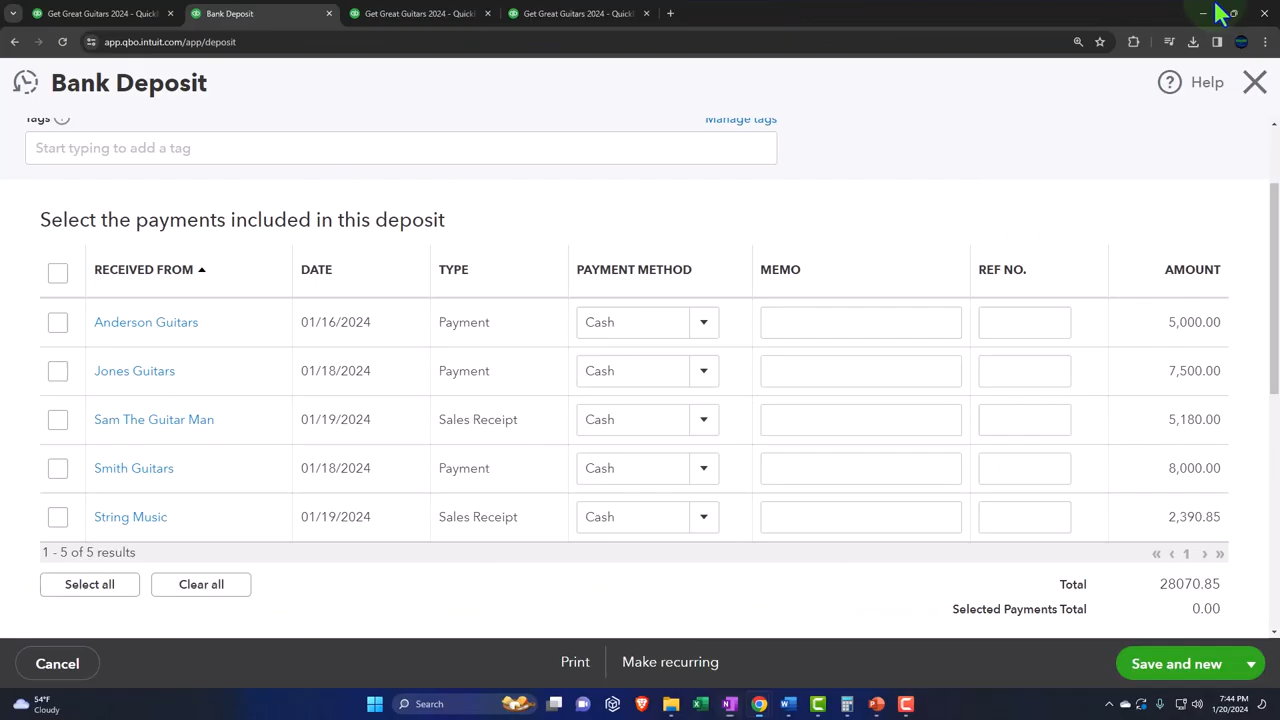 Get Great Guitars 2024 - QuickB
Bank Deposit
Get Great Guitars 2024 - QuickB
Get Great Guitars 2024 - Cash F
app.qbo.intuit.com/app/deposit
Bank Deposit
Help
Tags
Manage tags
Start typing to add a tag
Select the payments included in this deposit
RECEIVED FROM DATE TYPE PAYMENT METHOD MEMO REF NO. AMOUNT
Anderson Guitars 01/16/2024 Payment Cash 5,000.00
Jones Guitars 01/18/2024 Payment Cash 7,500.00
Sam The Guitar Man 01/19/2024 Sales Receipt Cash 5,180.00
Smith Guitars 01/18/2024 Payment Cash 8,000.00
String Music 01/19/2024 Sales Receipt Cash 2,390.85
1 - 5 of 5 results
« ‹ 1 › »
Select all Clear all
Total 28070.85
Selected Payments Total 0.00
Cancel Print Make recurring Save and new
54°F
Cloudy
Search
7:44 PM
1/20/2024